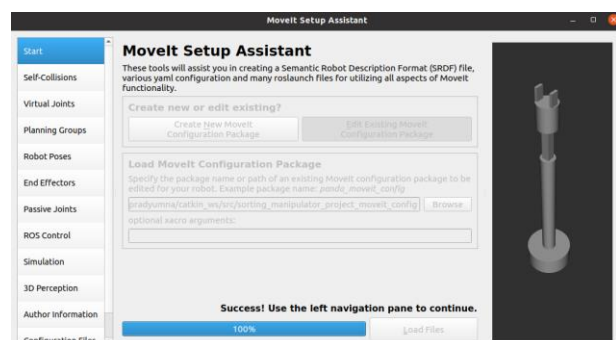 MoveIt Setup Assistant
Start
Self-Collisions
Virtual Joints
Planning Groups
Robot Poses
End Effectors
Passive Joints
ROS Control
Simulation
3D Perception
Author Information
Configuration Files
MoveIt Setup Assistant
These tools will assist you in creating a Semantic Robot Description Format (SRDF) file,
various yaml configuration and many roslaunch files for utilizing all aspects of MoveIt
functionality.
Create new or edit existing?
Create New MoveIt
Configuration Package
Edit Existing MoveIt
Configuration Package
Load MoveIt Configuration Package
Specify the package name or path of an existing MoveIt configuration package to be
edited for your robot. Example package name: panda_moveit_config
pradyumna/catkin_ws/src/sorting_manipulator_project_moveit_config
Browse
optional xacro arguments:
Success! Use the left navigation pane to continue.
100%
Load Files